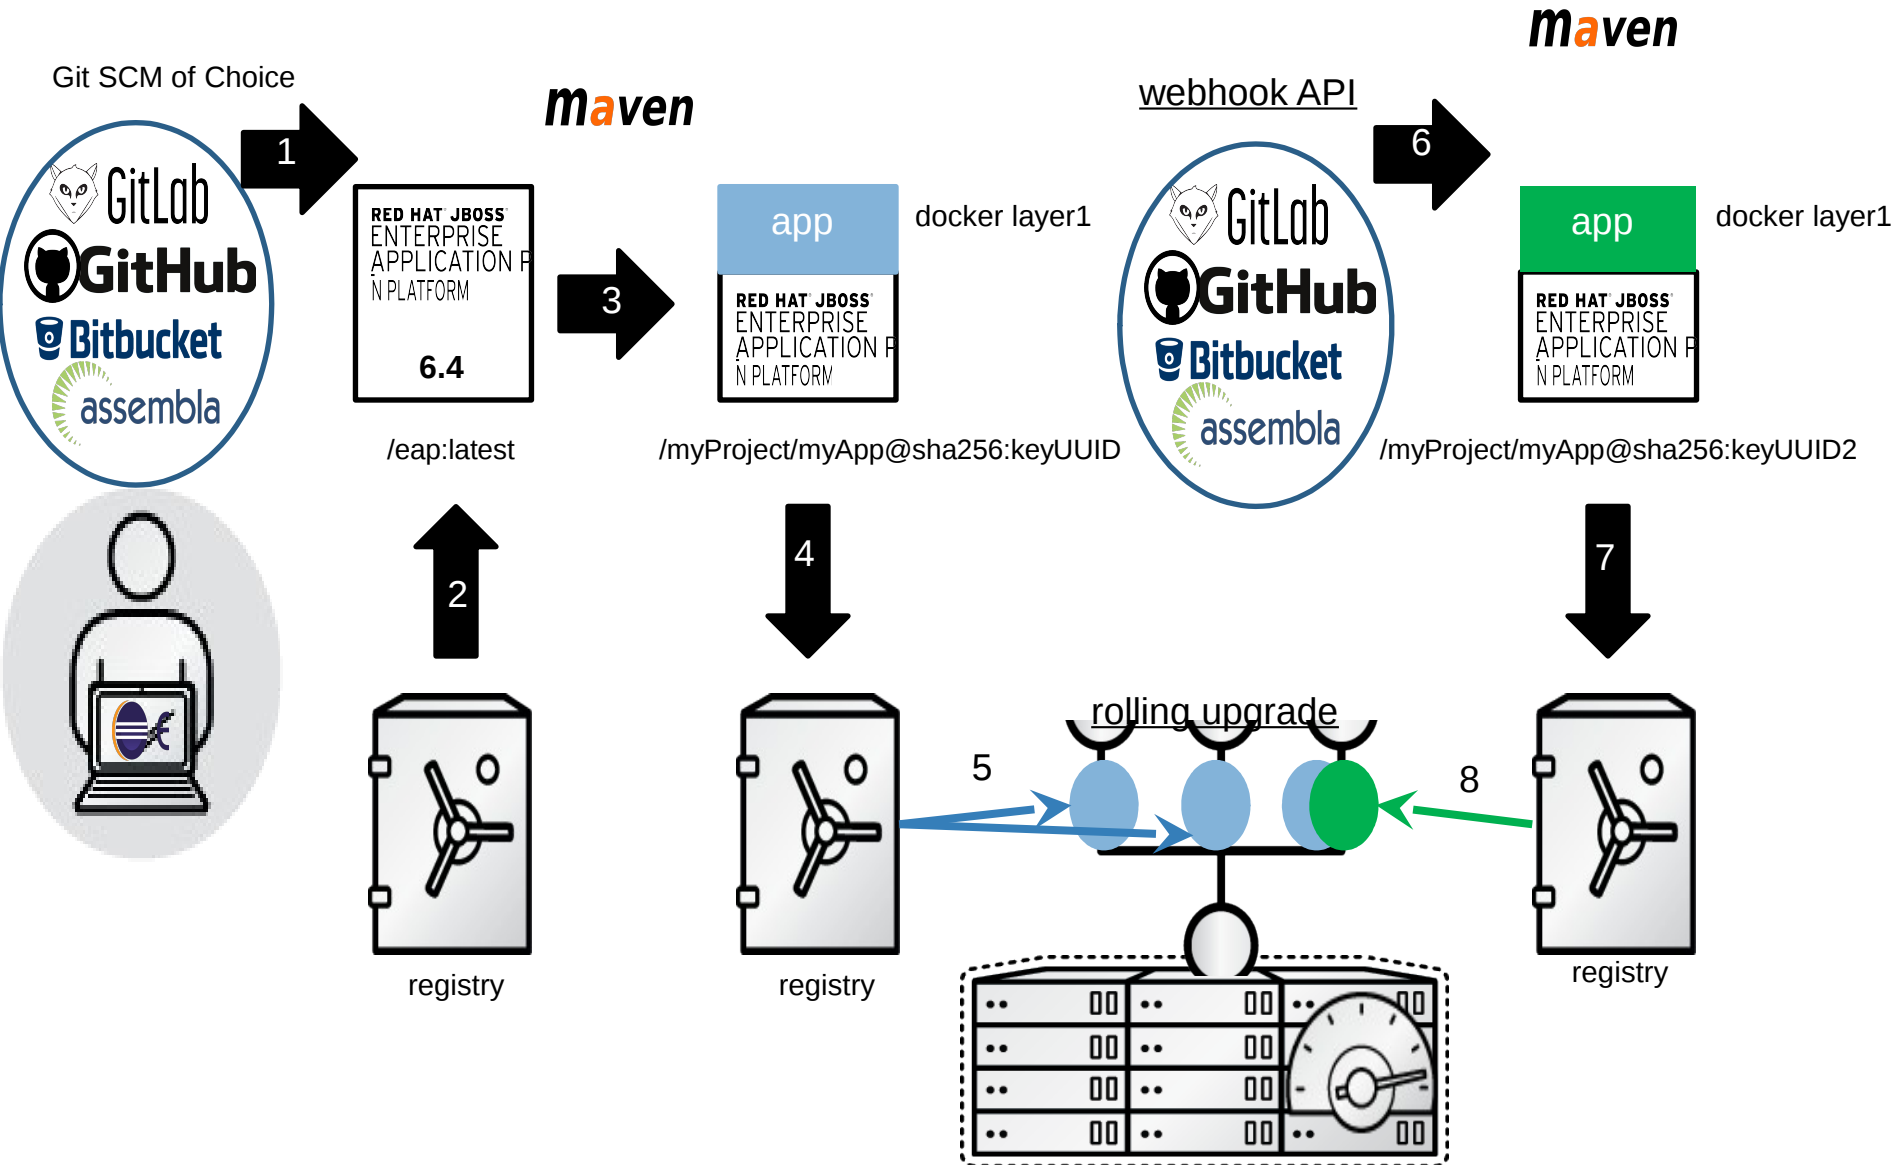 Git SCM of Choice
1
GitLab
GitHub
Bitbucket
assembla
RED HAT JBOSS
ENTERPRISE
APPLICATION P
N PLATFORM
6.4
/eap:latest
2
registry
maven
3
app
docker layer1
RED HAT JBOSS
ENTERPRISE
APPLICATION P
N PLATFORM
/myProject/myApp@sha256:keyUUID
4
registry
5
rolling upgrade
webhook API
GitLab
GitHub
Bitbucket
assembla
6
maven
app
docker layer1
RED HAT JBOSS
ENTERPRISE
APPLICATION P
N PLATFORM
/myProject/myApp@sha256:keyUUID2
7
8
registry